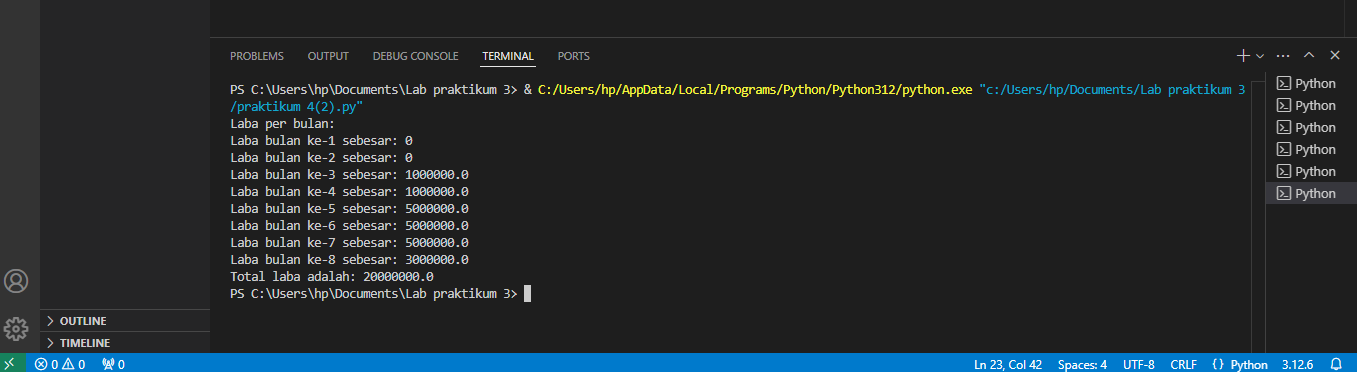 PROBLEMS OUTPUT DEBUG CONSOLE TERMINAL PORTS
PS C:\Users\hp\Documents\Lab praktikum 3> & C:/Users/hp/AppData/Local/Programs/Python/Python312/python.exe "c:/Users/hp/Documents/Lab praktikum 3
/praktikum 4(2).py"
Laba per bulan:
Laba bulan ke-1 sebesar: 0
Laba bulan ke-2 sebesar: 0
Laba bulan ke-3 sebesar: 1000000.0
Laba bulan ke-4 sebesar: 1000000.0
Laba bulan ke-5 sebesar: 5000000.0
Laba bulan ke-6 sebesar: 5000000.0
Laba bulan ke-7 sebesar: 5000000.0
Laba bulan ke-8 sebesar: 3000000.0
Total laba adalah: 20000000.0
PS C:\Users\hp\Documents\Lab praktikum 3>
Python
Python
Python
Python
Python
Python
OUTLINE
TIMELINE
0 0 0 Ln 23, Col 42 Spaces: 4 UTF-8 CRLF {} Python 3.12.6